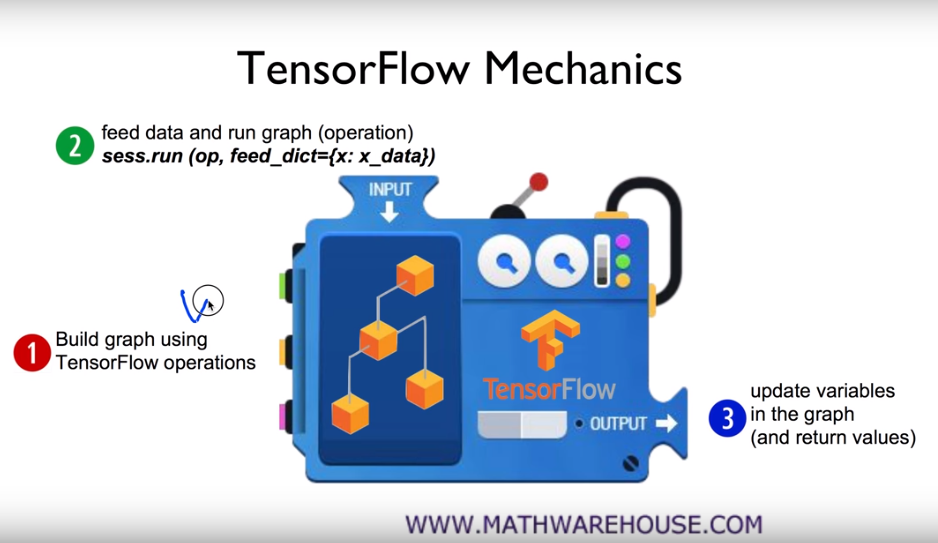 TensorFlow Mechanics
2
feed data and run graph (operation)
sess.run (op, feed_dict={x: x_data})
INPUT
1
Build graph using
TensorFlow operations
TensorFlow
OUTPUT
3
update variables
in the graph
(and return values)
WWW.MATHWAREHOUSE.COM